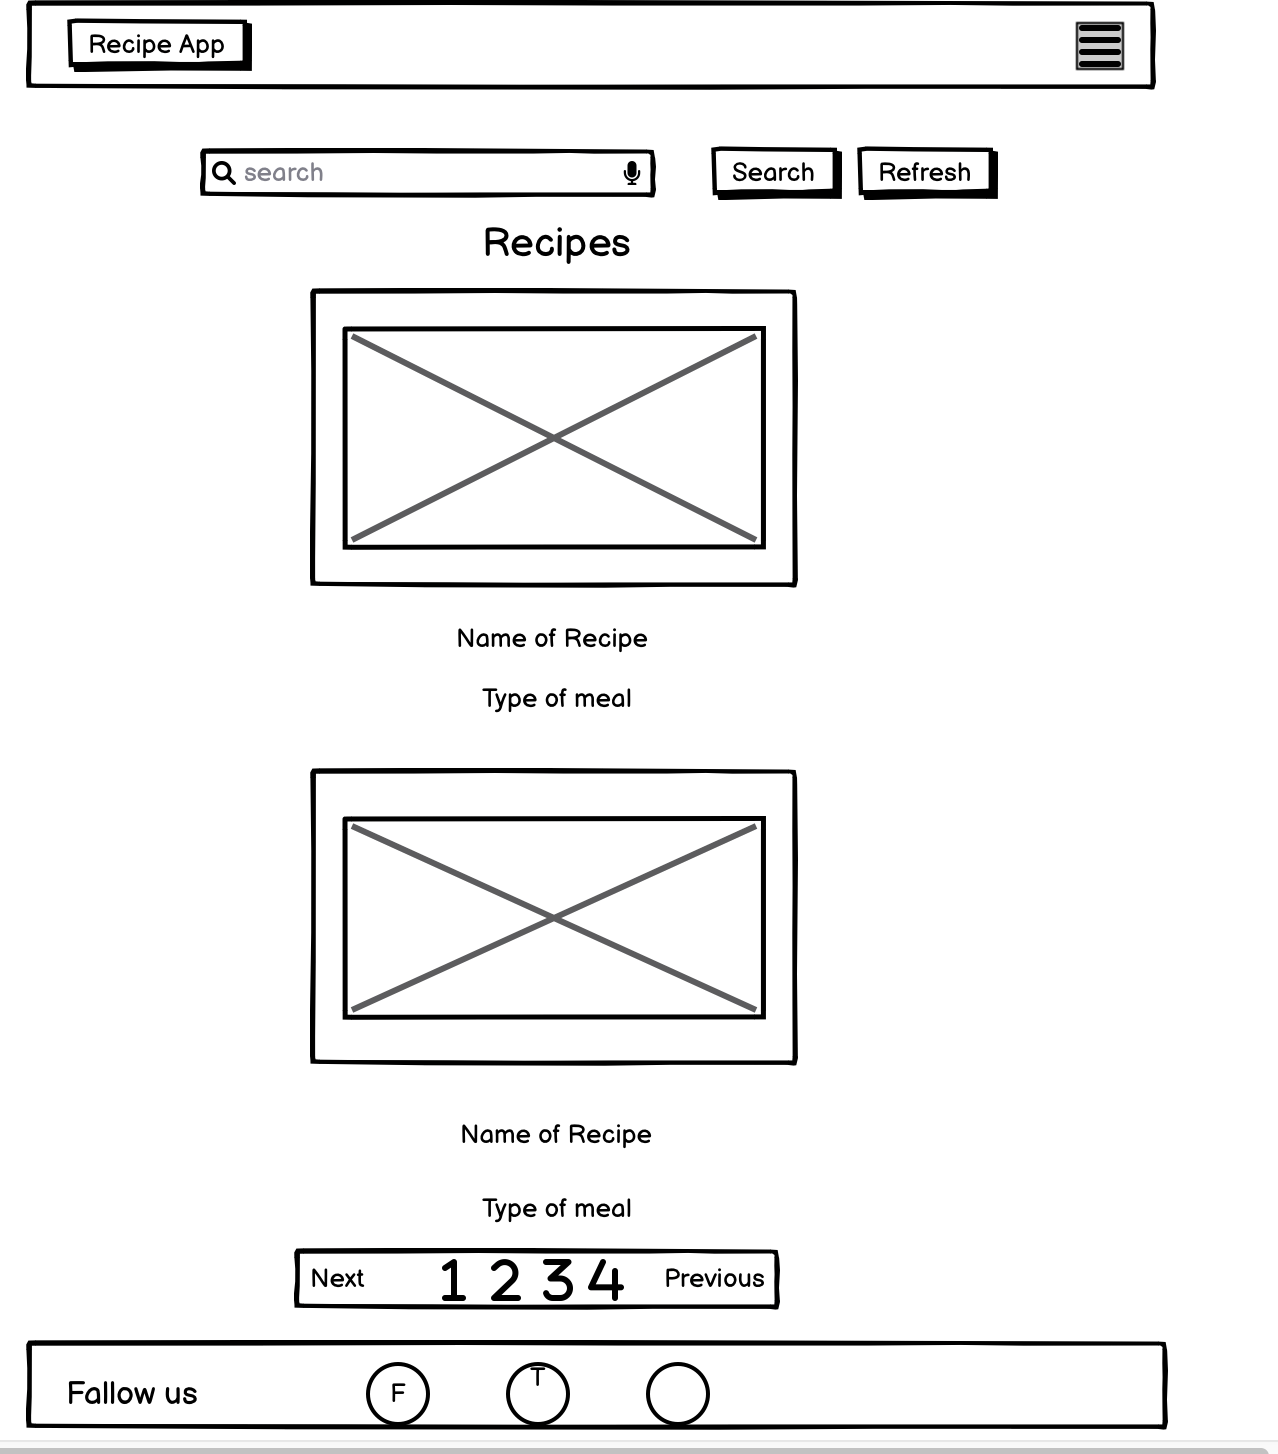 Recipe App
search Search Refresh
Recipes
Name of Recipe
Type of meal
Name of Recipe
Type of meal
Next 1 2 3 4 Previous
Fallow us F T